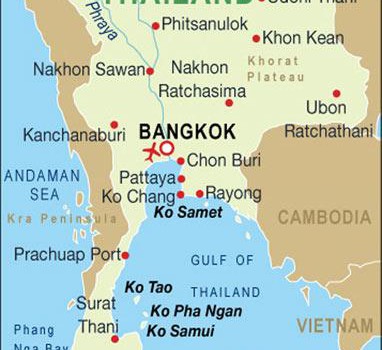 THAILAND
Udon Thani
Phraya
Phitsanulok
Khon Kean
Khorat
Plateau
Nakhon Sawan
Nakhon
Ratchasima
Ubon
Ratchathani
Kanchanaburi
BANGKOK
Chon Buri
ANDAMAN
SEA
Pattaya
Ko Chang
Rayong
Kra Peninsula
Ko Samet
CAMBODIA
Prachuap Port
GULF OF
THAILAND
Ko Tao
Ko Pha Ngan
Ko Samui
Surat
Thani
VIETNAM
Phang
Nga Bay